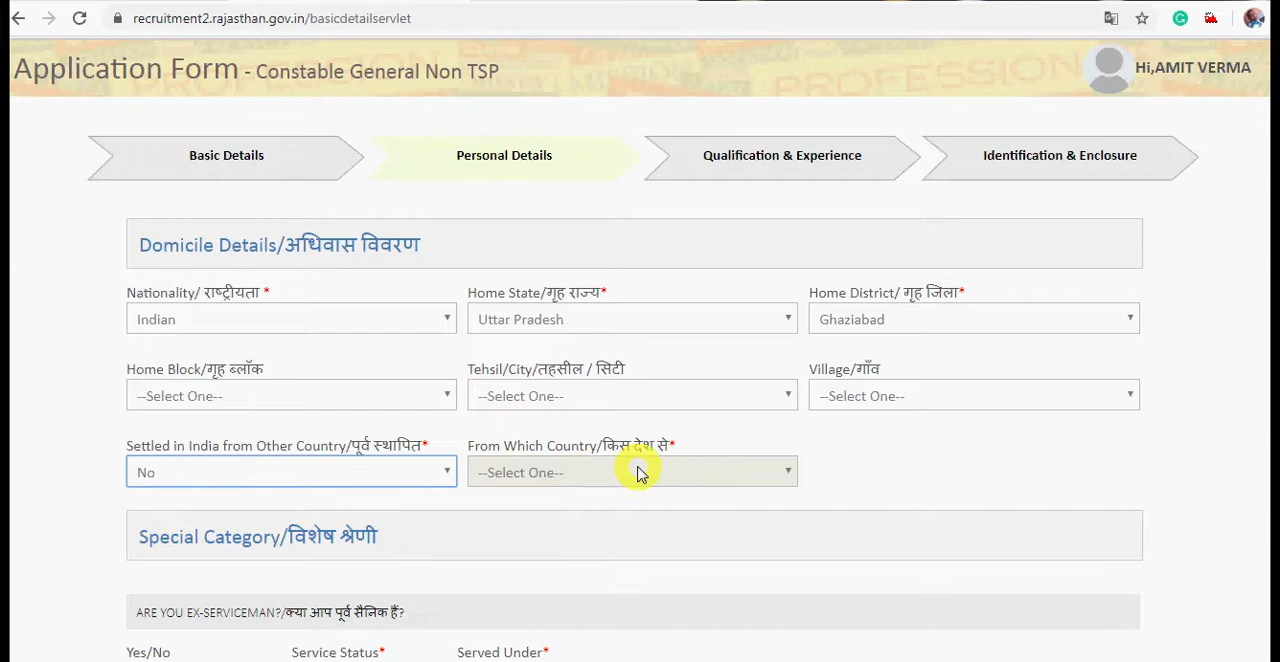 recruitment2.rajasthan.gov.in/basicdetailservlet
Application Form - Constable General Non TSP
Hi,AMIT VERMA
Basic Details
Personal Details
Qualification & Experience
Identification & Enclosure
Domicile Details/अधिवास विवरण
Nationality/ राष्ट्रीयता *
Home State/गृह राज्य*
Home District/ गृह जिला*
Indian
Uttar Pradesh
Ghaziabad
Home Block/गृह ब्लॉक
Tehsil/City/तहसील / सिटी
Village/गाँव
--Select One--
--Select One--
--Select One--
Settled in India from Other Country/पूर्व स्थापित*
From Which Country/किस देश से*
No
--Select One--
Special Category/विशेष श्रेणी
ARE YOU EX-SERVICEMAN?/क्या आप पूर्व सैनिक हैं?
Yes/No
Service Status*
Served Under*